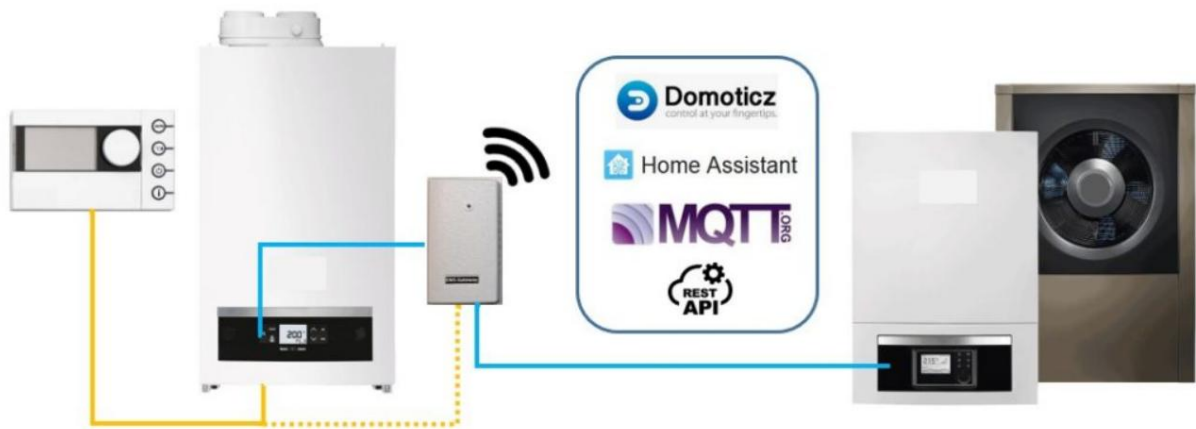 Domoticz
control at your fingertips.
Home Assistant
MQTT.ORG
REST
API